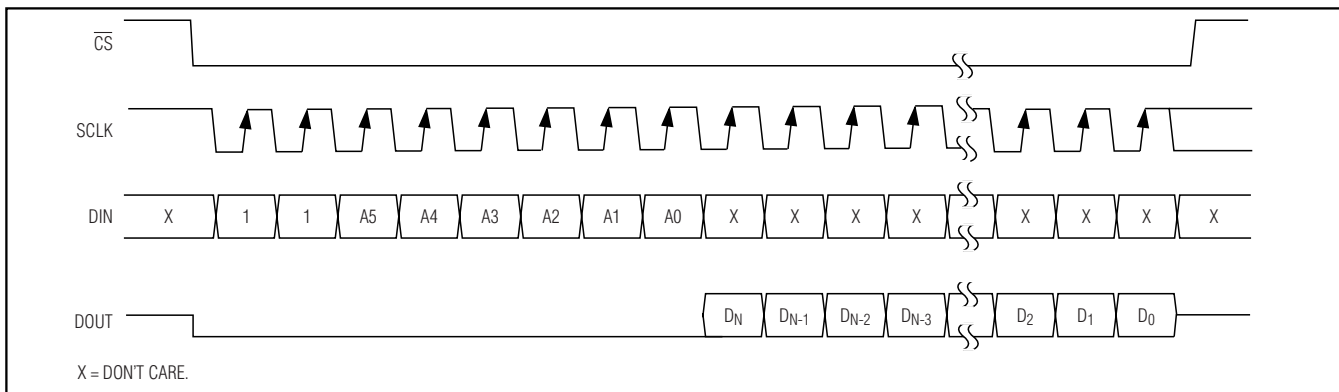 CS
SCLK
DIN X 1 1 A5 A4 A3 A2 A1 A0 X X X X X X X X
DOUT DN DN-1 DN-2 DN-3 D2 D1 D0
X = DON'T CARE.